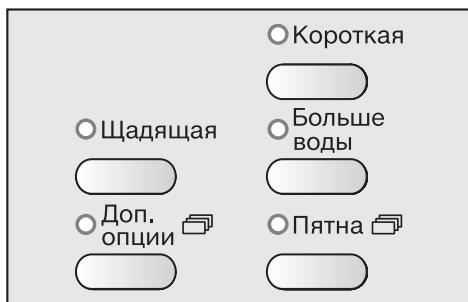 Короткая
Щадящая
Больше
воды
Доп.
опции
Пятна